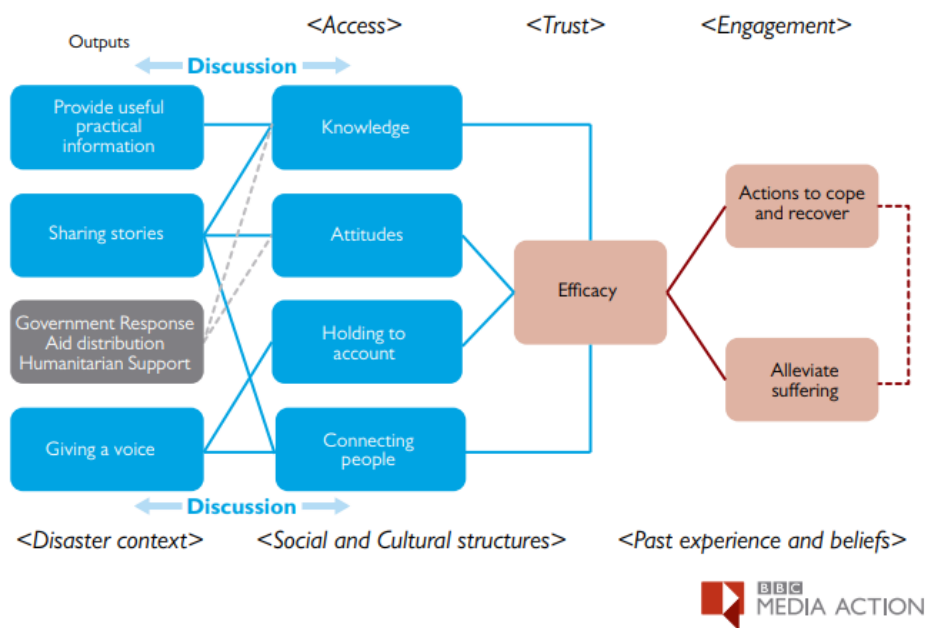 <Access>
<Trust>
<Engagement>
Outputs
Discussion
Provide useful
practical
information
Knowledge
Sharing stories
Attitudes
Actions to cope
and recover
Efficacy
Government Response
Aid distribution
Humanitarian Support
Holding to
account
Alleviate
suffering
Giving a voice
Connecting
people
Discussion
<Disaster context>
<Social and Cultural structures>
<Past experience and beliefs>
BBC
MEDIA ACTION